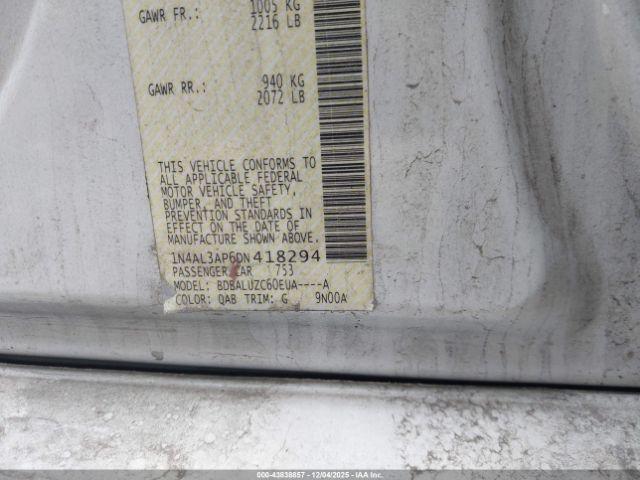 GAWR FR.: 1005 KG
2216 LB
GAWR RR.: 940 KG
2072 LB
THIS VEHICLE CONFORMS TO
ALL APPLICABLE FEDERAL
MOTOR VEHICLE SAFETY,
BUMPER, AND THEFT
PREVENTION STANDARDS IN
EFFECT ON THE DATE OF
MANUFACTURE SHOWN ABOVE.
1N4AL3AP6DN 418294
PASSENGER CAR 753
MODEL: BDBALUZC60EUA----A
COLOR: QAB TRIM: G 9N00A
000-43838857 | 12/04/2025 - IAA Inc.